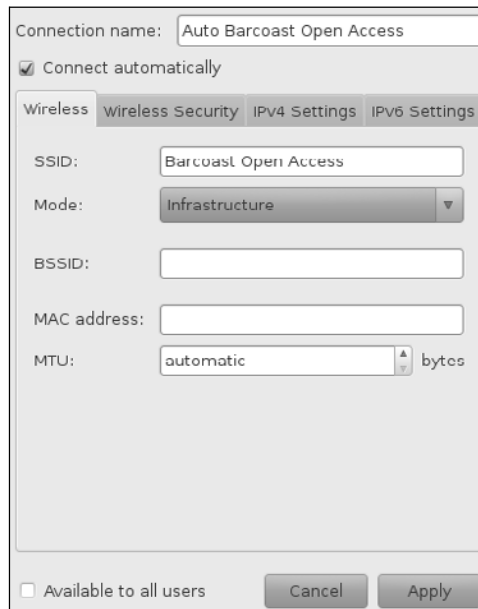 Connection name: Auto Barcoast Open Access
Connect automatically
Wireless Wireless Security IPv4 Settings IPv6 Settings
SSID: Barcoast Open Access
Mode: Infrastructure
BSSID:
MAC address:
MTU: automatic bytes
Available to all users Cancel Apply